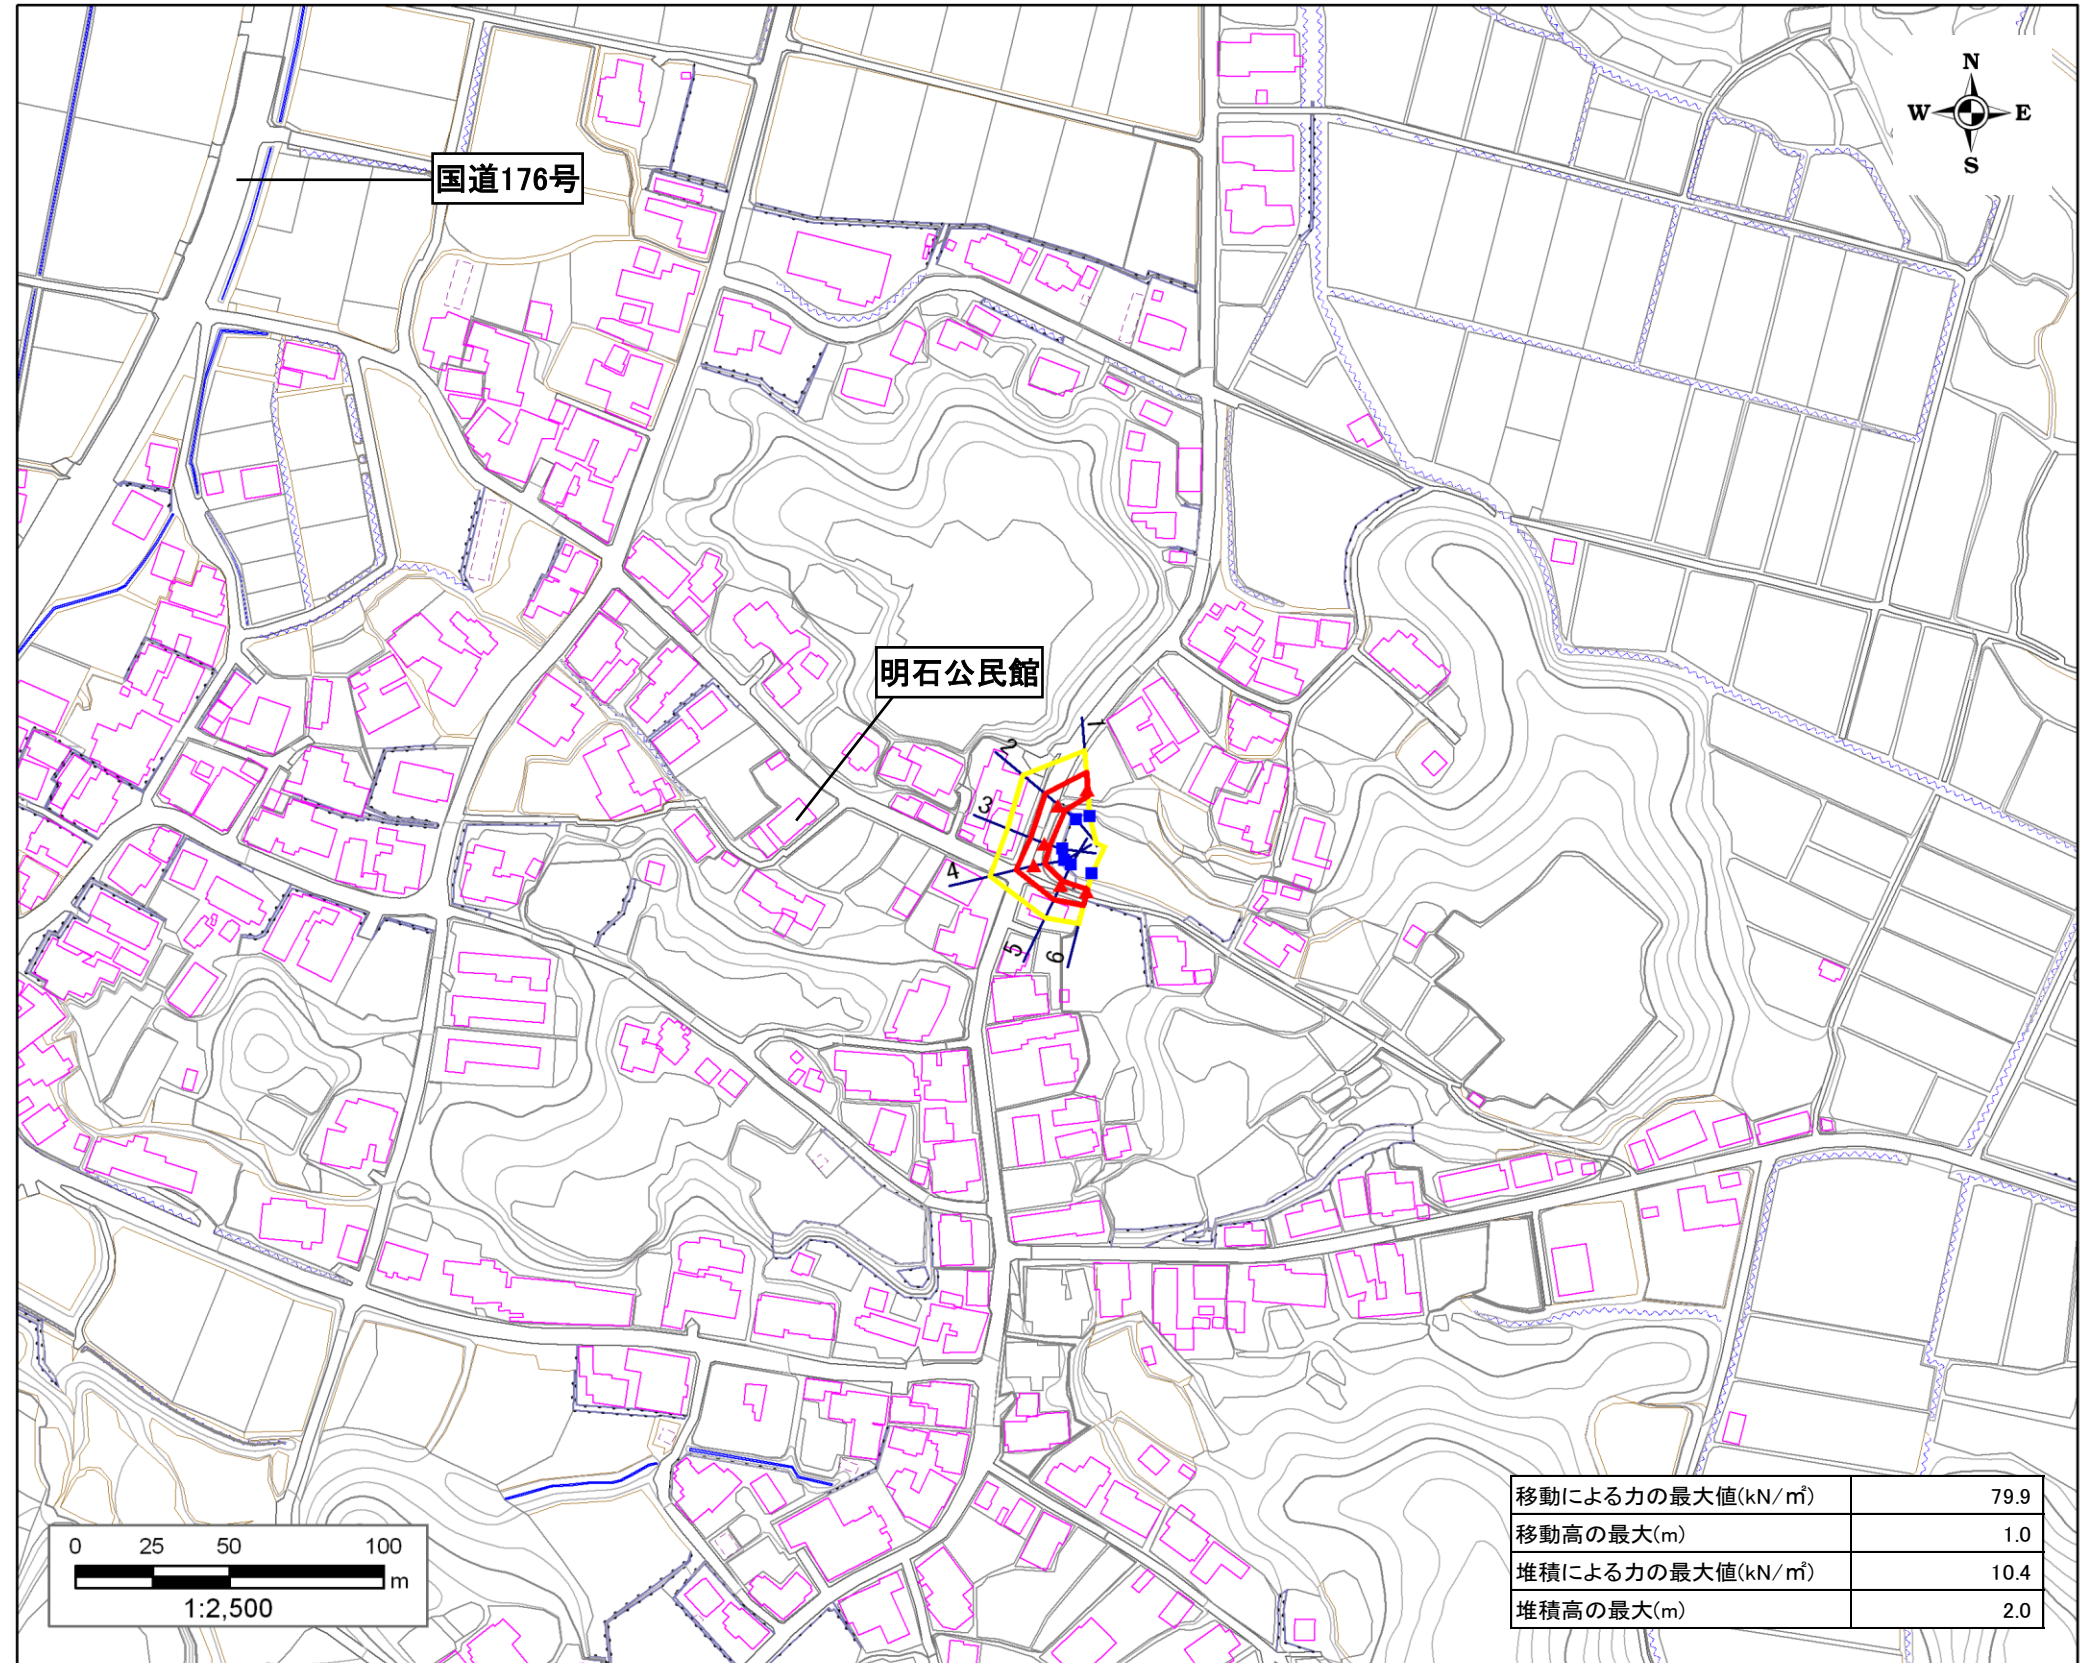 N
W E
S
国道176号
明石公民館
1
2
3
4
5
6
移動による力の最大値(kN/㎡) 79.9
移動高の最大(m) 1.0
堆積による力の最大値(kN/㎡) 10.4
堆積高の最大(m) 2.0
0 25 50 100
m
1:2,500